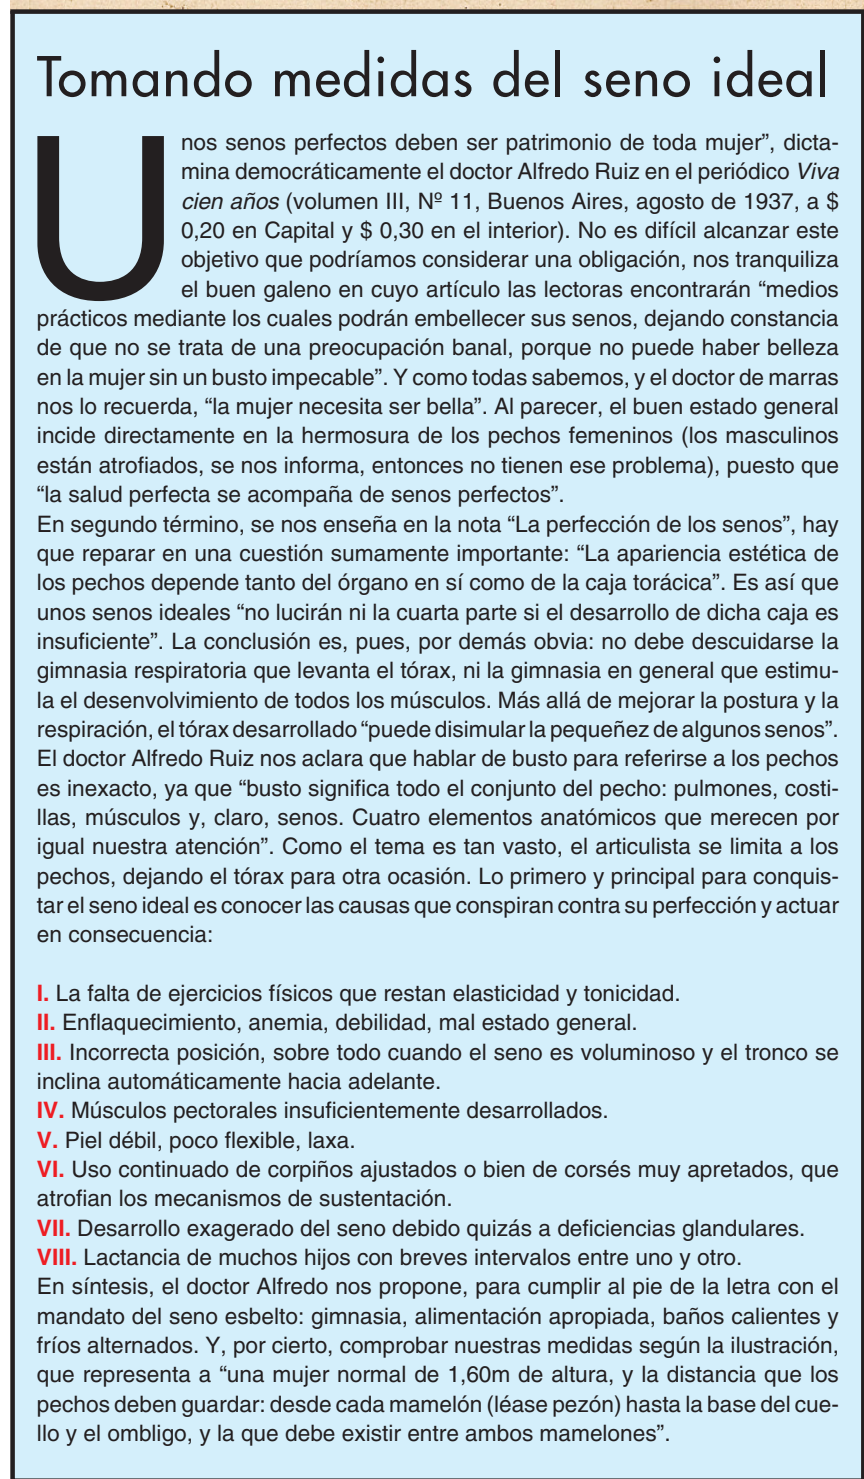 Tomando medidas del seno ideal
Unos senos perfectos deben ser patrimonio de toda mujer”, dicta-
mina democráticamente el doctor Alfredo Ruiz en el periódico Viva
cien años (volumen III, Nº 11, Buenos Aires, agosto de 1937, a $
0,20 en Capital y $ 0,30 en el interior). No es difícil alcanzar este
objetivo que podríamos considerar una obligación, nos tranquiliza
el buen galeno en cuyo artículo las lectoras encontrarán “medios
prácticos mediante los cuales podrán embellecer sus senos, dejando constancia
de que no se trata de una preocupación banal, porque no puede haber belleza
en la mujer sin un busto impecable”. Y como todas sabemos, y el doctor de marras
nos lo recuerda, “la mujer necesita ser bella”. Al parecer, el buen estado general
incide directamente en la hermosura de los pechos femeninos (los masculinos
están atrofiados, se nos informa, entonces no tienen ese problema), puesto que
“la salud perfecta se acompaña de senos perfectos”.
En segundo término, se nos enseña en la nota “La perfección de los senos”, hay
que reparar en una cuestión sumamente importante: “La apariencia estética de
los pechos depende tanto del órgano en sí como de la caja torácica”. Es así que
unos senos ideales “no lucirán ni la cuarta parte si el desarrollo de dicha caja es
insuficiente”. La conclusión es, pues, por demás obvia: no debe descuidarse la
gimnasia respiratoria que levanta el tórax, ni la gimnasia en general que estimu-
la el desenvolvimiento de todos los músculos. Más allá de mejorar la postura y la
respiración, el tórax desarrollado “puede disimular la pequeñez de algunos senos”.
El doctor Alfredo Ruiz nos aclara que hablar de busto para referirse a los pechos
es inexacto, ya que “busto significa todo el conjunto del pecho: pulmones, costi-
llas, músculos y, claro, senos. Cuatro elementos anatómicos que merecen por
igual nuestra atención”. Como el tema es tan vasto, el articulista se limita a los
pechos, dejando el tórax para otra ocasión. Lo primero y principal para conquis-
tar el seno ideal es conocer las causas que conspiran contra su perfección y actuar
en consecuencia:
I. La falta de ejercicios físicos que restan elasticidad y tonicidad.
II. Enflaquecimiento, anemia, debilidad, mal estado general.
III. Incorrecta posición, sobre todo cuando el seno es voluminoso y el tronco se
inclina automáticamente hacia adelante.
IV. Músculos pectorales insuficientemente desarrollados.
V. Piel débil, poco flexible, laxa.
VI. Uso continuado de corpiños ajustados o bien de corsés muy apretados, que
atrofian los mecanismos de sustentación.
VII. Desarrollo exagerado del seno debido quizás a deficiencias glandulares.
VIII. Lactancia de muchos hijos con breves intervalos entre uno y otro.
En síntesis, el doctor Alfredo nos propone, para cumplir al pie de la letra con el
mandato del seno esbelto: gimnasia, alimentación apropiada, baños calientes y
fríos alternados. Y, por cierto, comprobar nuestras medidas según la ilustración,
que representa a “una mujer normal de 1,60m de altura, y la distancia que los
pechos deben guardar: desde cada mamelón (léase pezón) hasta la base del cue-
llo y el ombligo, y la que debe existir entre ambos mamelones”.